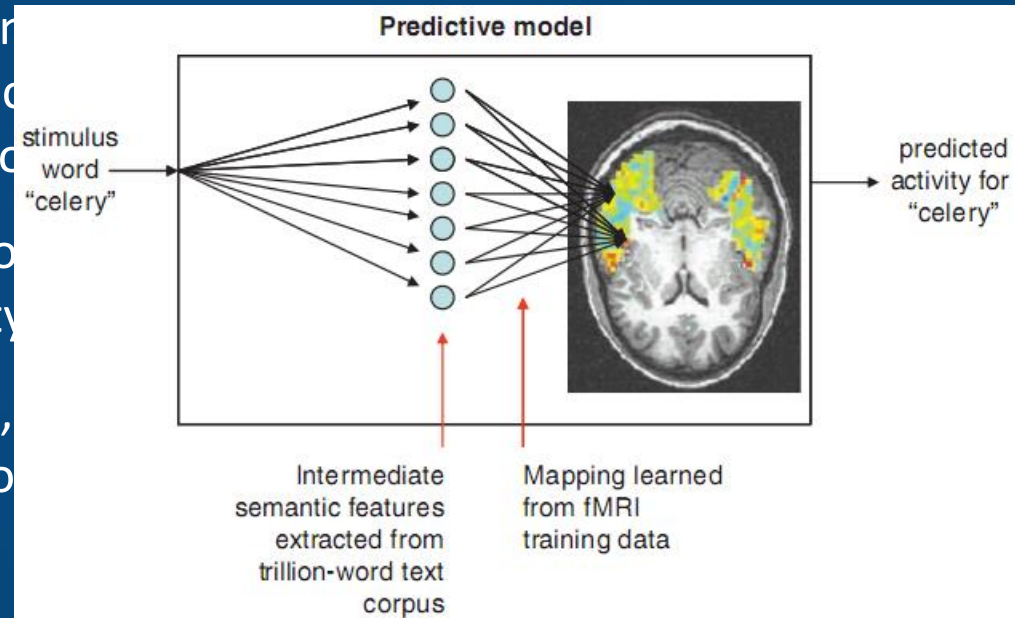 Predictive model
stimulus
word
"celery"
predicted
activity for
"celery"
Intermediate
semantic features
extracted from
trillion-word text
corpus
Mapping learned
from fMRI
training data